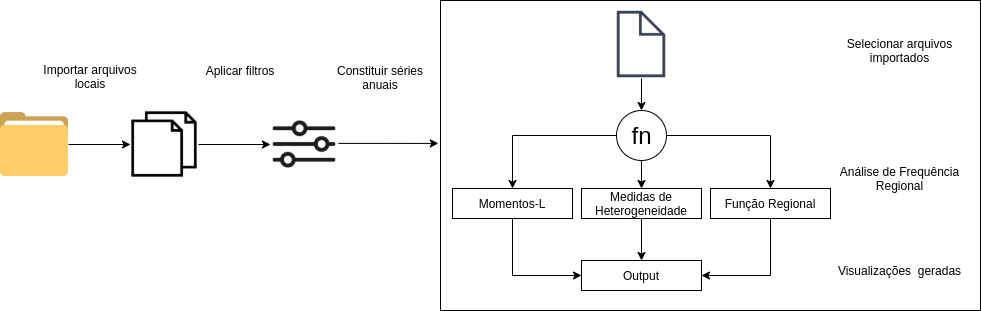 Importar arquivos
locais
Aplicar filtros
Constituir séries
anuais
Selecionar arquivos
importados
fn
Análise de Frequência
Regional
Momentos-L
Medidas de
Heterogeneidade
Função Regional
Output
Visualizações  geradas